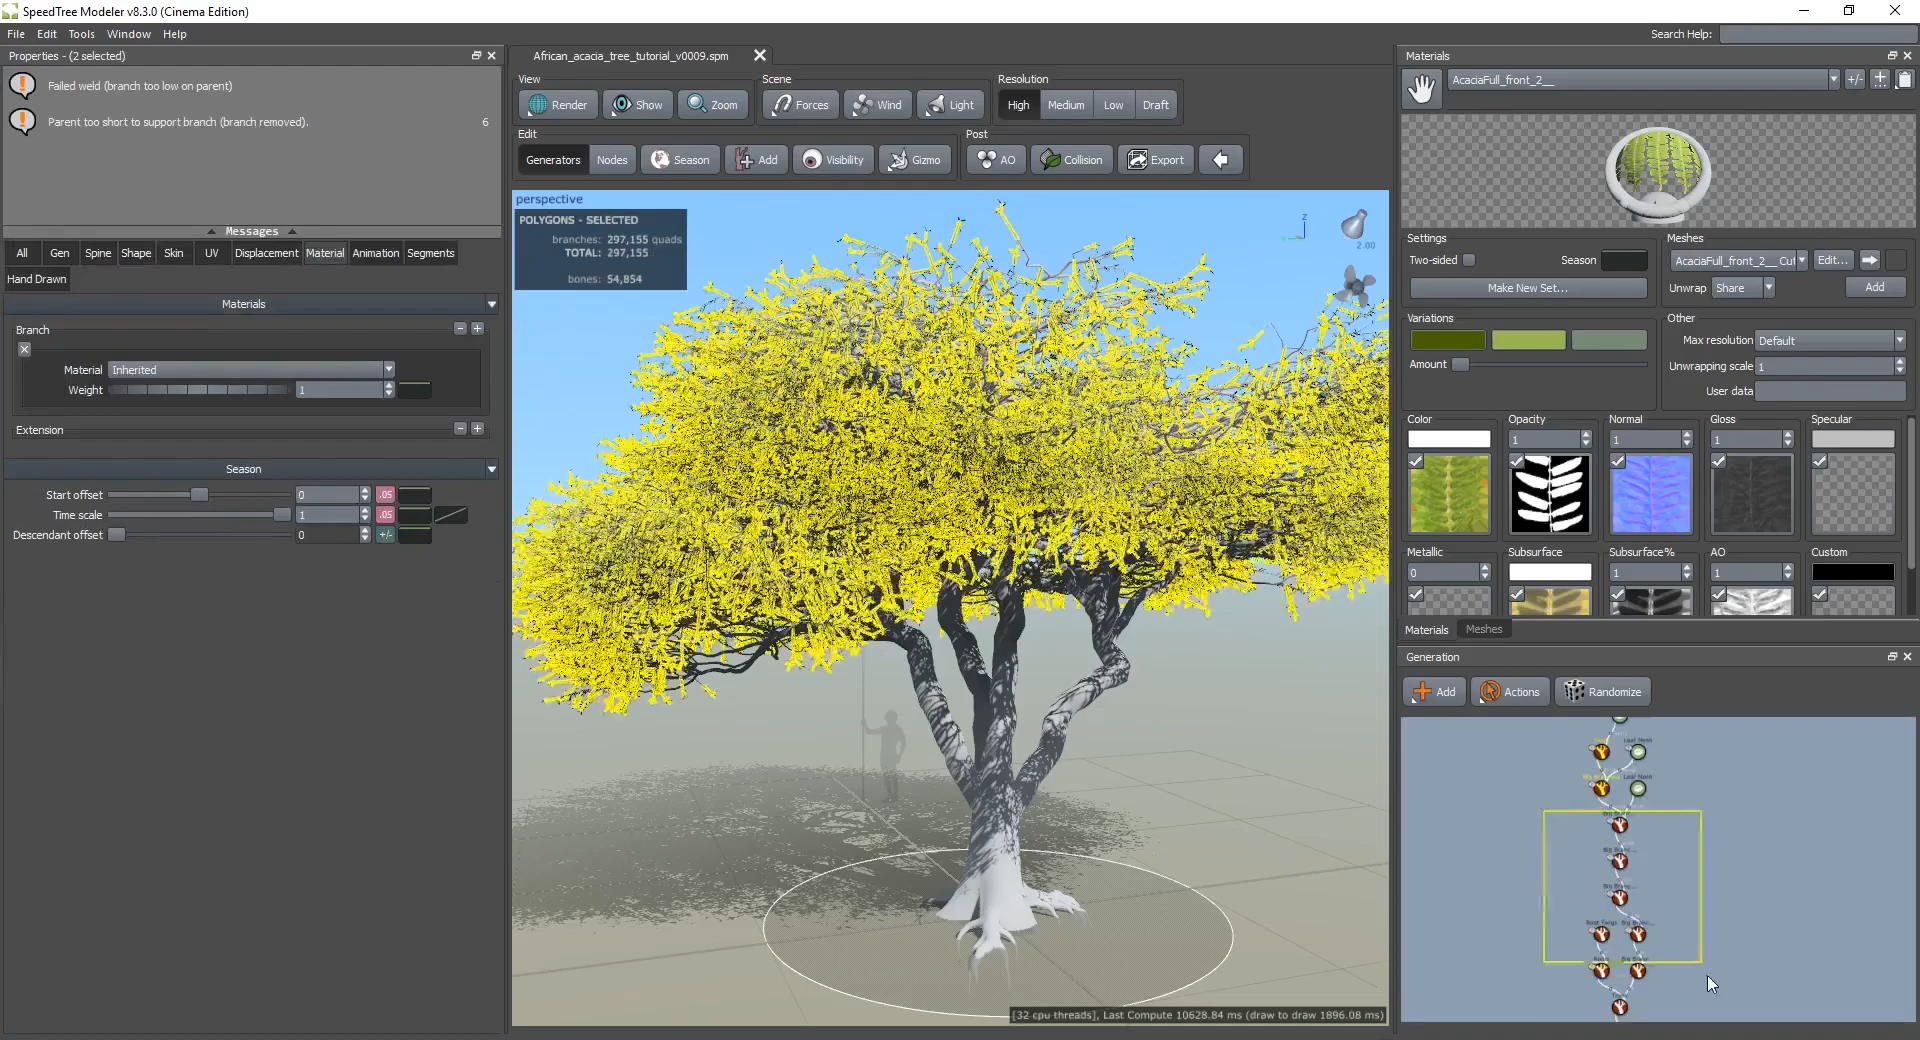 SpeedTree Modeler v8.3.0 (Cinema Edition)
File Edit Tools Window Help
Search Help:
Properties - (2 selected)
Failed weld (branch too low on parent)
Parent too short to support branch (branch removed). 6
Messages
All Gen Spine Shape Skin UV Displacement Material Animation Segments
Hand Drawn
Materials
Branch
Material Inherited
Weight 1
Extension
Season
Start offset 0 .05
Time scale 1 .05
Descendant offset 0 +/-
African_acacia_tree_tutorial_v0009.spm
View Scene Resolution
Render Show Zoom Forces Wind Light High Medium Low Draft
Edit Post
Generators Nodes Season Add Visibility Gizmo AO Collision Export
perspective
POLYGONS - SELECTED
branches: 297,155 quads
TOTAL: 297,155
bones: 54,854
z
2.00
[32 cpu threads], Last Compute 10628.84 ms (draw to draw 1896.08 ms)
Materials
AcaciaFull_front_2__ +/-
Settings Meshes
Two-sided Season AcaciaFull_front_2__Cut Edit...
Make New Set... Unwrap Share Add
Variations Other
Max resolution Default
Amount Unwrapping scale 1
User data
Color Opacity Normal Gloss Specular
1 1 1
Metallic Subsurface Subsurface% AO Custom
0 1 1
Materials Meshes
Generation
Add Actions Randomize